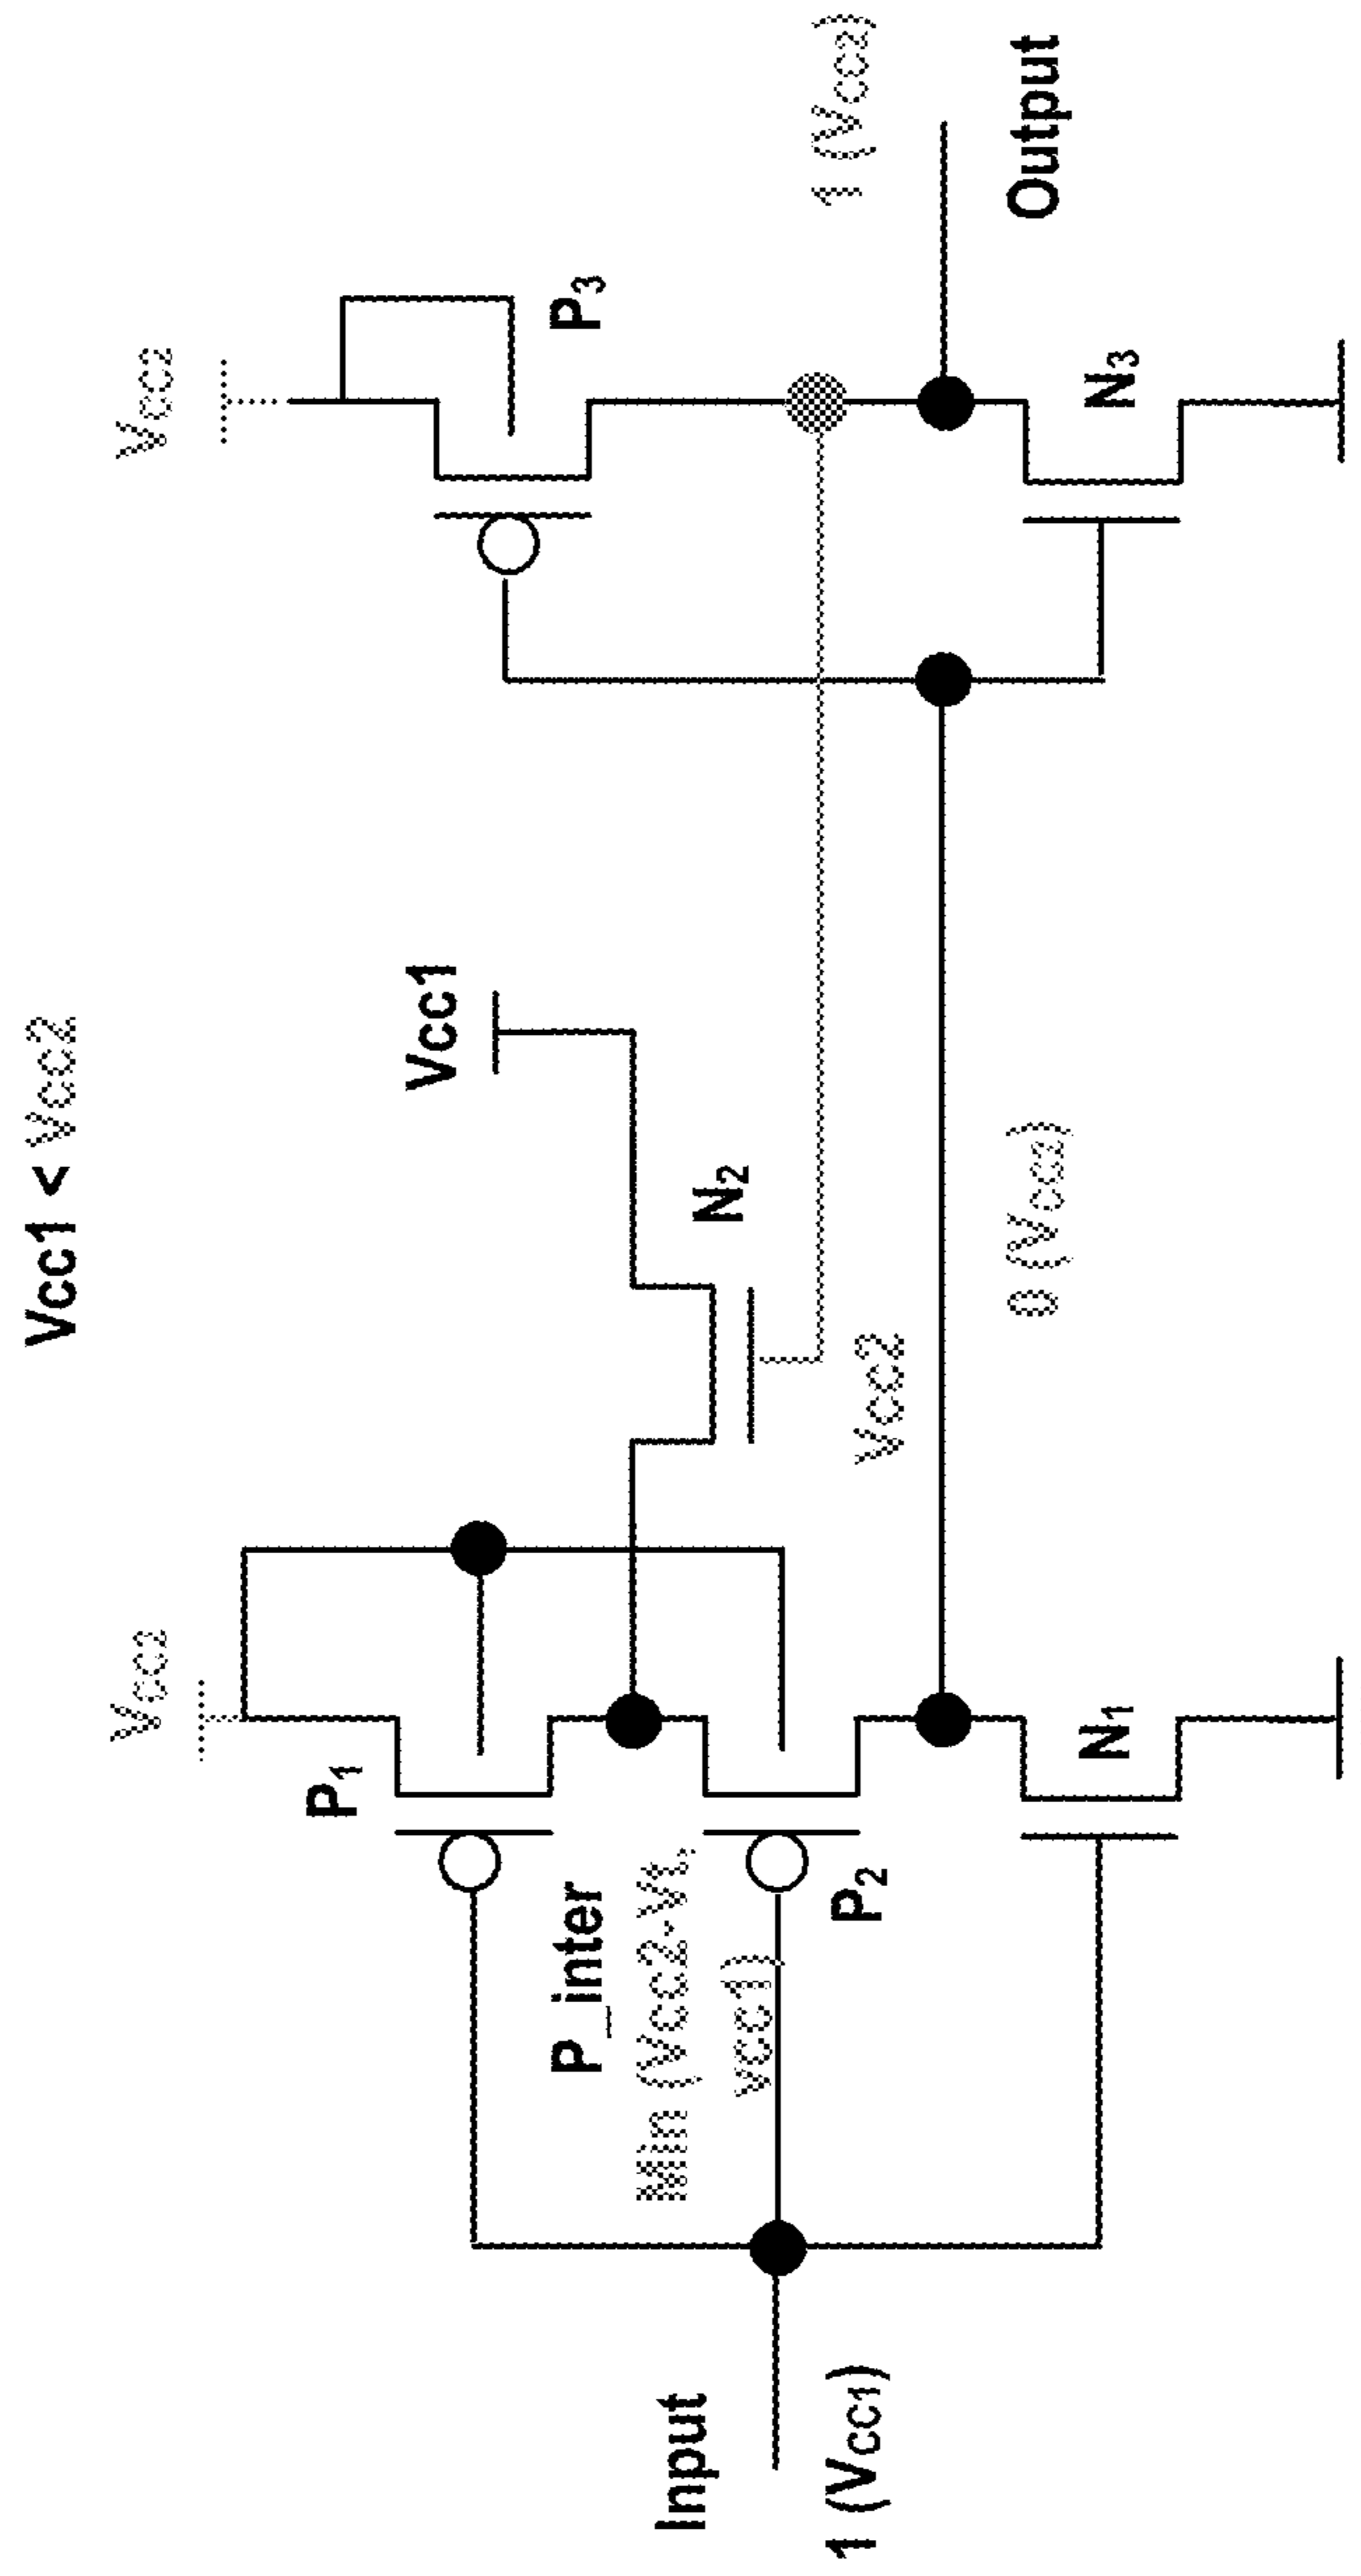 Vcc1 < Vcc2
VCC2
VCC2
Vcc1
P1
P3
P_inter
Min (Vcc2-Vt,
vcc1)
N2
P2
Vcc2
Input
1 (VCC1)
1 (VCC2)
Output
0 (VCC2)
N1
N3